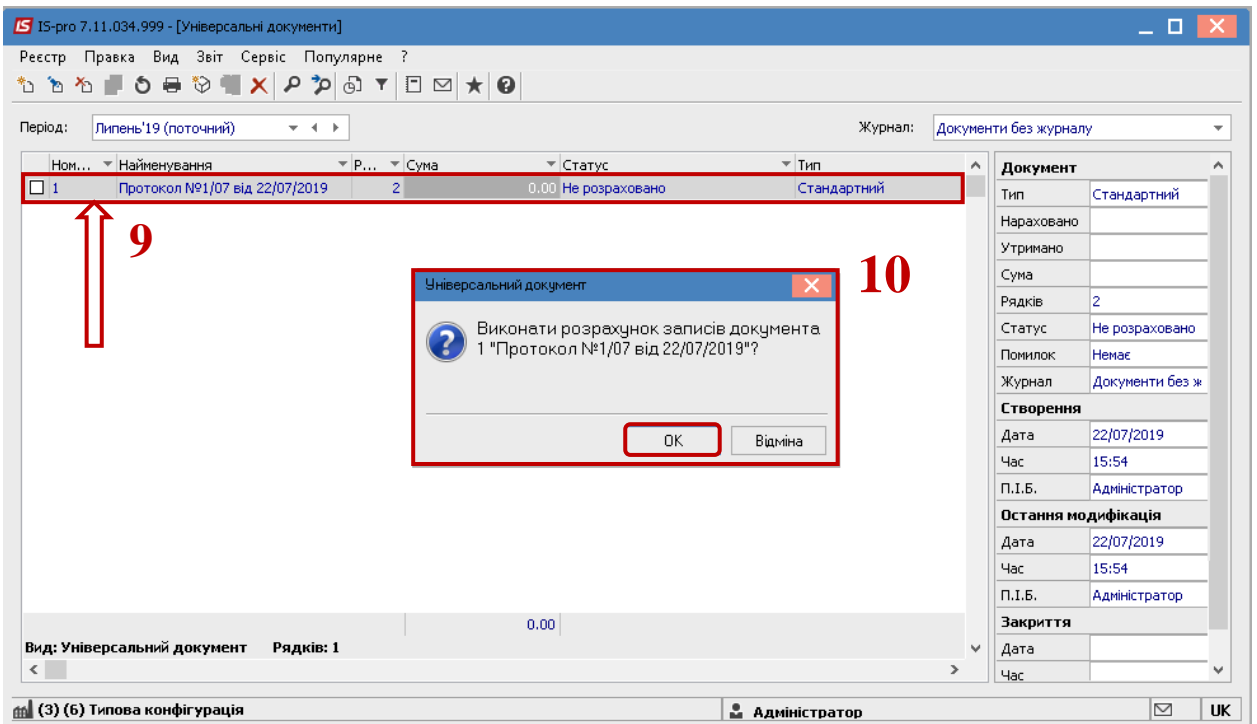 IS-pro 7.11.034.999 - [Універсальні документи]
Реєстр Правка Вид Звіт Сервіс Популярне ?
Період: Липень'19 (поточний) Журнал: Документи без журналу
Ном... Найменування Р... Сума Статус Тип
1 Протокол №1/07 від 22/07/2019 2 0.00 Не розраховано Стандартний
9
10
Універсальний документ
Виконати розрахунок записів документа
1 "Протокол №1/07 від 22/07/2019"?
OK Відміна
0.00
Вид: Універсальний документ Рядків: 1
Документ
Тип Стандартний
Нараховано
Утримано
Сума
Рядків 2
Статус Не розраховано
Помилок Немає
Журнал Документи без ж
Створення
Дата 22/07/2019
Час 15:54
П.І.Б. Адміністратор
Остання модифікація
Дата 22/07/2019
Час 15:54
П.І.Б. Адміністратор
Закриття
Дата
Час
(3) (6) Типова конфігурація Адміністратор UK